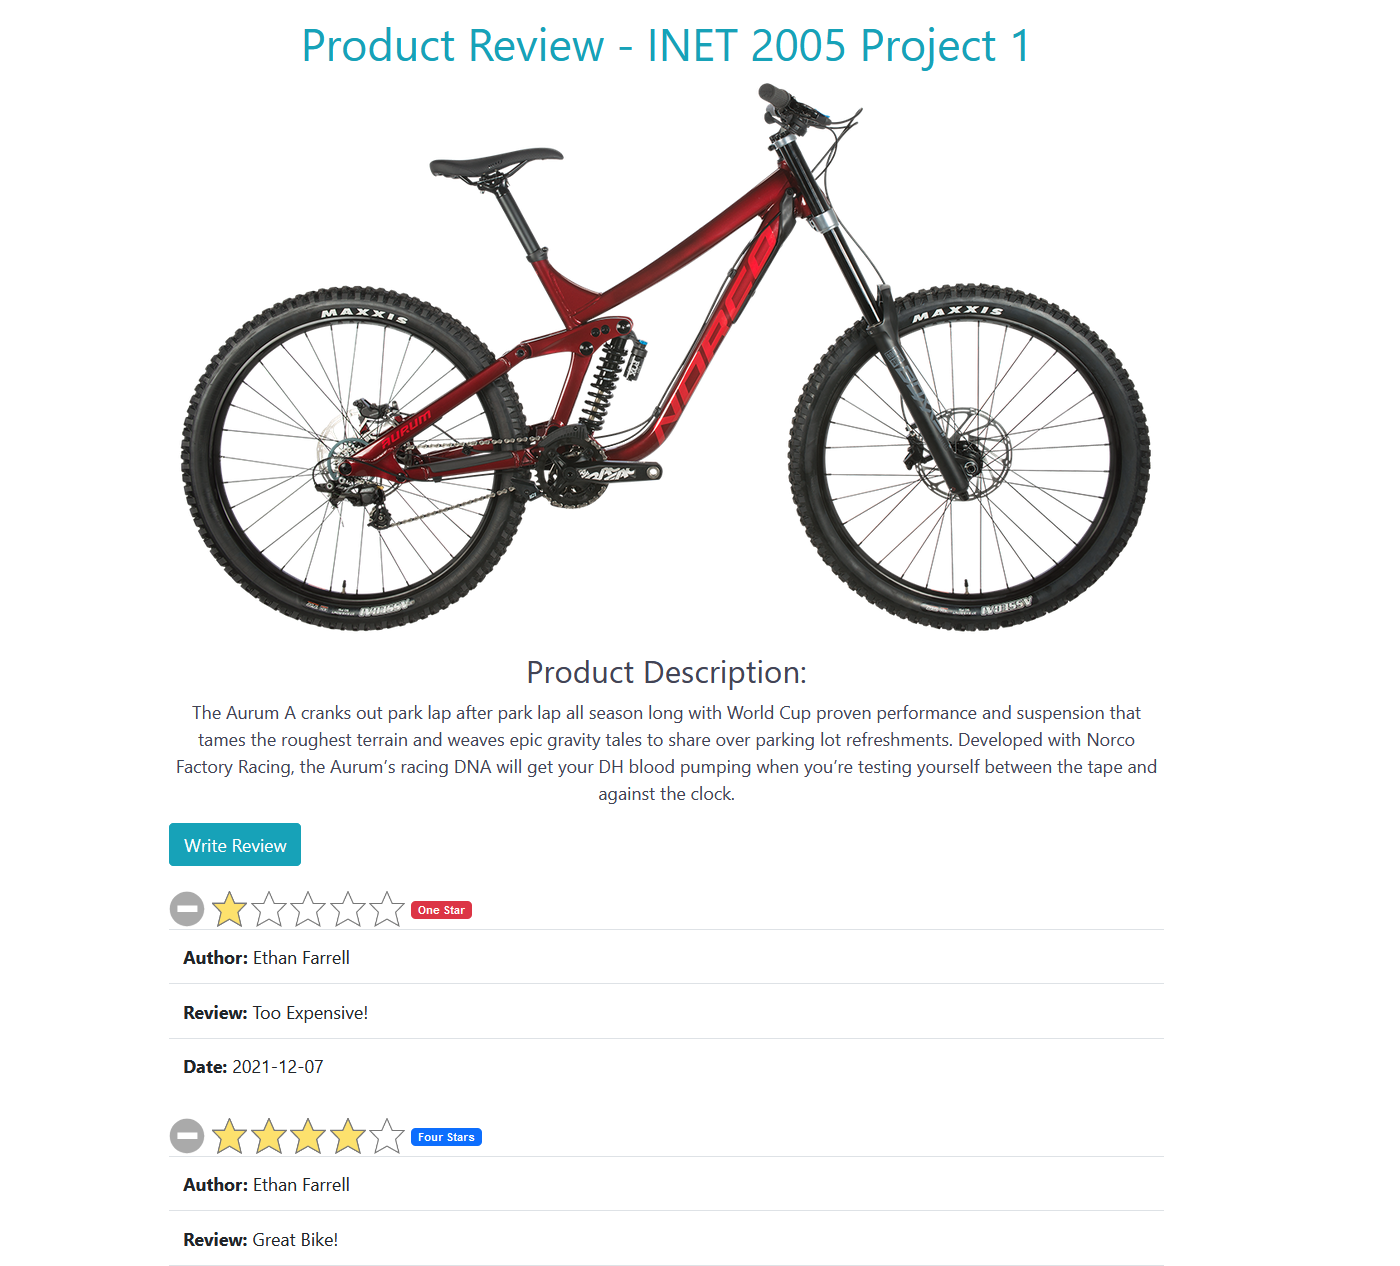 Product Review - INET 2005 Project 1
MAXXIS
MAXXIS
NORCO
FOX
AURUM
ASSEGAI
ASSEGAI
Product Description:
The Aurum A cranks out park lap after park lap all season long with World Cup proven performance and suspension that
tames the roughest terrain and weaves epic gravity tales to share over parking lot refreshments. Developed with Norco
Factory Racing, the Aurum’s racing DNA will get your DH blood pumping when you’re testing yourself between the tape and
against the clock.
Write Review
One Star
Author: Ethan Farrell
Review: Too Expensive!
Date: 2021-12-07
Four Stars
Author: Ethan Farrell
Review: Great Bike!